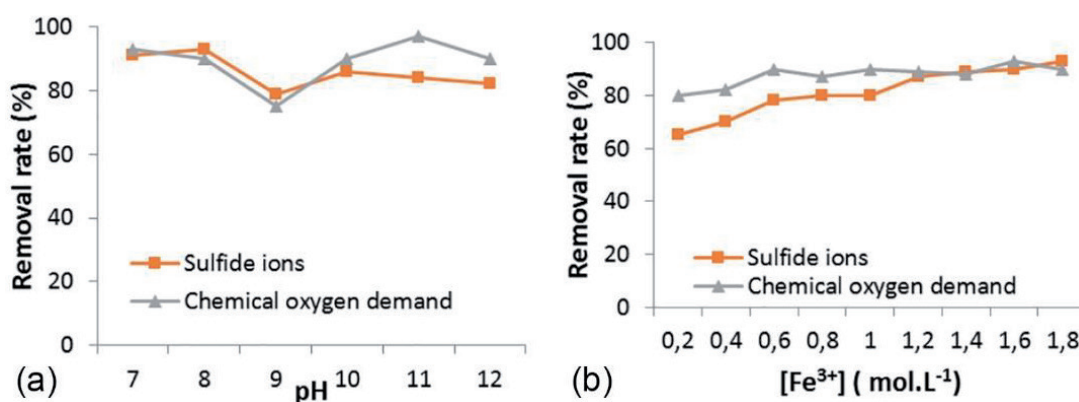 Removal rate (%)
100
80
60
40
20
0
Sulfide ions
Chemical oxygen demand
7 8 9 10 11 12
pH
(a)
Removal rate (%)
100
80
60
40
20
0
Sulfide ions
Chemical oxygen demand
0,2 0,4 0,6 0,8 1 1,2 1,4 1,6 1,8
[Fe³⁺] ( mol.L⁻¹)
(b)